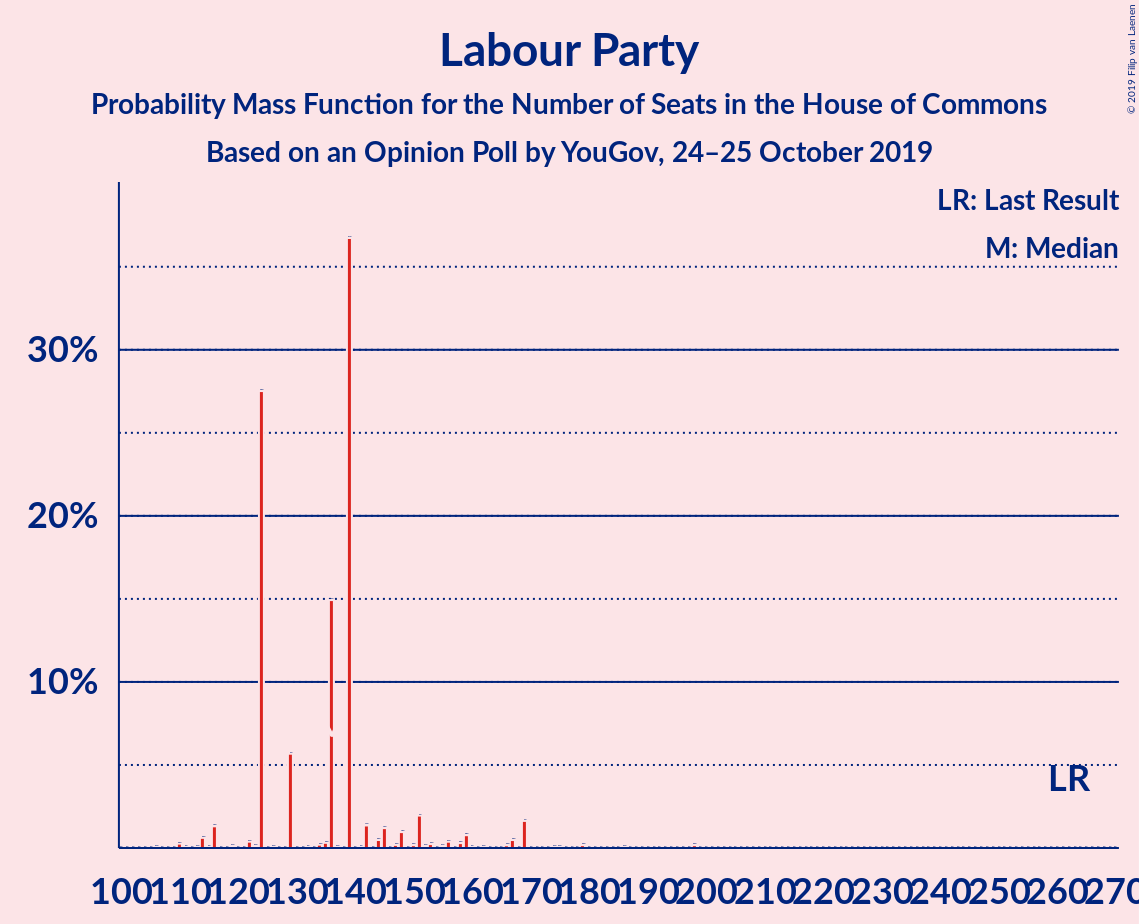 Labour Party
Probability Mass Function for the Number of Seats in the House of Commons
Based on an Opinion Poll by YouGov, 24–25 October 2019
© 2019 Filip van Laenen
LR: Last Result
M: Median
30%
20%
10%
LR
100 110 120 130 140 150 160 170 180 190 200 210 220 230 240 250 260 270